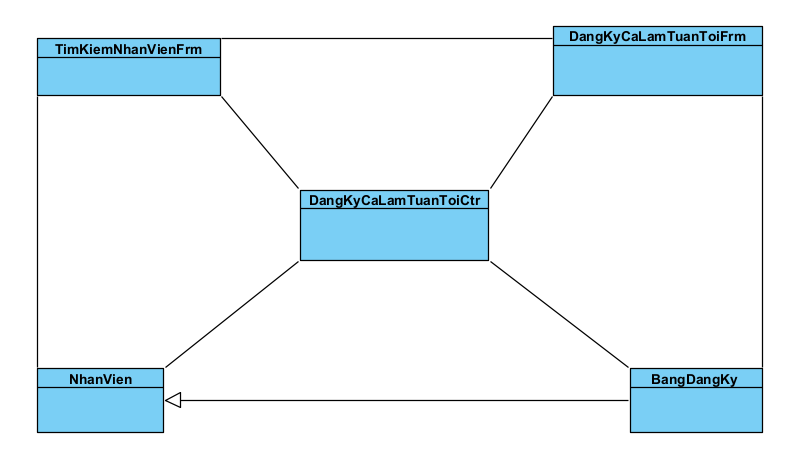 TimKiemNhanVienFrm
DangKyCaLamTuanToiFrm
DangKyCaLamTuanToiCtr
NhanVien
BangDangKy